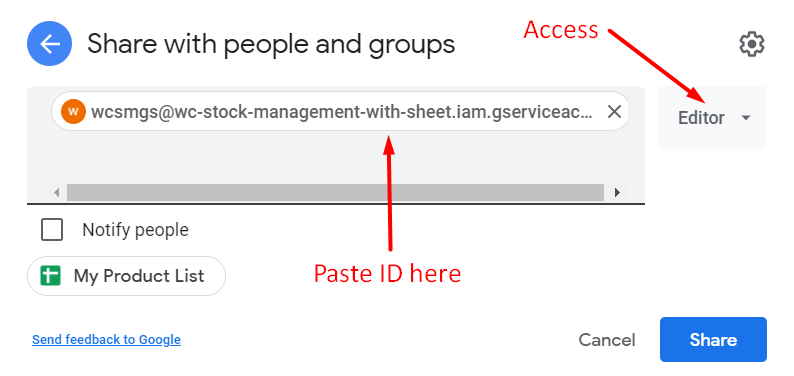 Access
Share with people and groups
W
wcsmgs@wc-stock-management-with-sheet.iam.gserviceac...
Editor
Notify people
Paste ID here
My Product List
Send feedback to Google
Cancel
Share